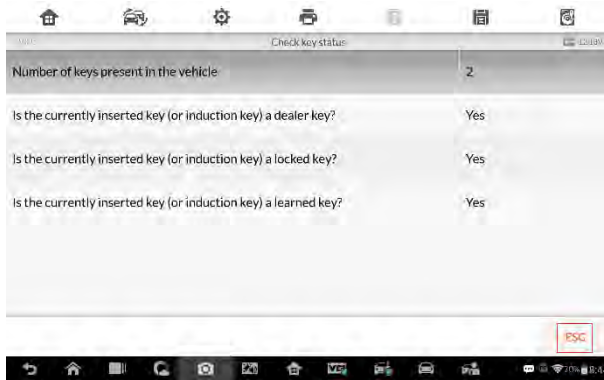 Check key status
Number of keys present in the vehicle 2
Is the currently inserted key (or induction key) a dealer key? Yes
Is the currently inserted key (or induction key) a locked key? Yes
Is the currently inserted key (or induction key) a learned key? Yes
ESC
20%